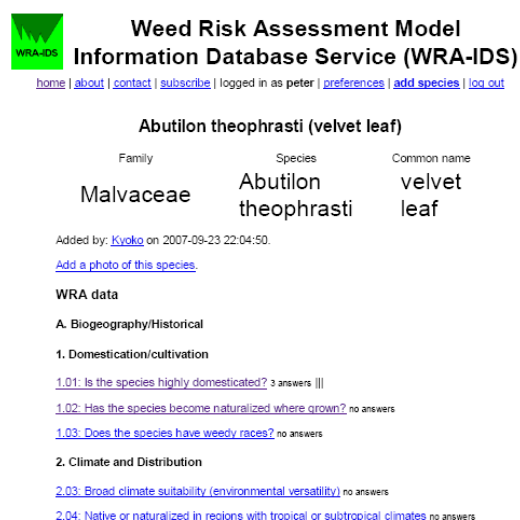 WRA-IDS
Weed Risk Assessment Model
Information Database Service (WRA-IDS)
home | about | contact | subscribe | logged in as peter | preferences | add species | log out
Abutilon theophrasti (velvet leaf)
Family Species Common name
Malvaceae Abutilon theophrasti velvet leaf
Added by: Kyoko on 2007-09-23 22:04:50.
Add a photo of this species.
WRA data
A. Biogeography/Historical
1. Domestication/cultivation
1.01: Is the species highly domesticated? 3 answers |||
1.02: Has the species become naturalized where grown? no answers
1.03: Does the species have weedy races? no answers
2. Climate and Distribution
2.03: Broad climate suitability (environmental versatility) no answers
2.04: Native or naturalized in regions with tropical or subtropical climates no answers